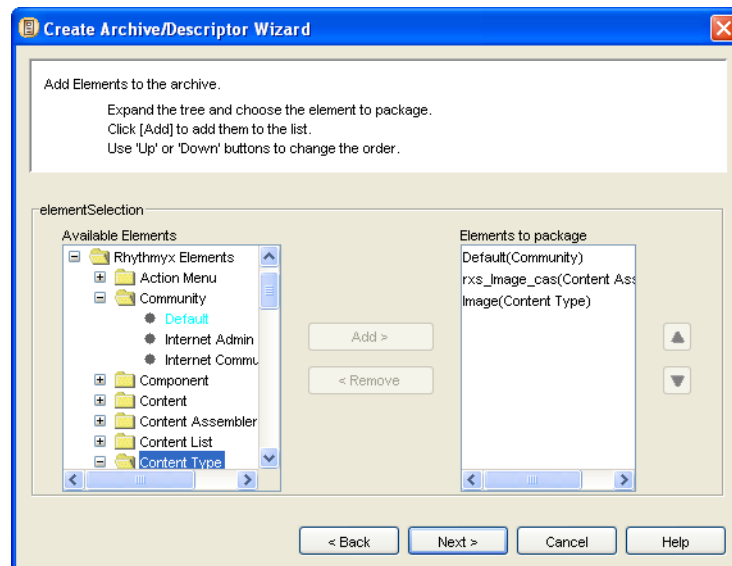 Create Archive/Descriptor Wizard
Add Elements to the archive.
Expand the tree and choose the element to package.
Click [Add] to add them to the list.
Use 'Up' or 'Down' buttons to change the order.
elementSelection
Available Elements
Rhythmyx Elements
Action Menu
Community
Default
Internet Admin
Internet Commu
Component
Content
Content Assembler
Content List
Content Type
Add >
< Remove
Elements to package
Default(Community)
rxs_Image_cas(Content Ass
Image(Content Type)
< Back
Next >
Cancel
Help